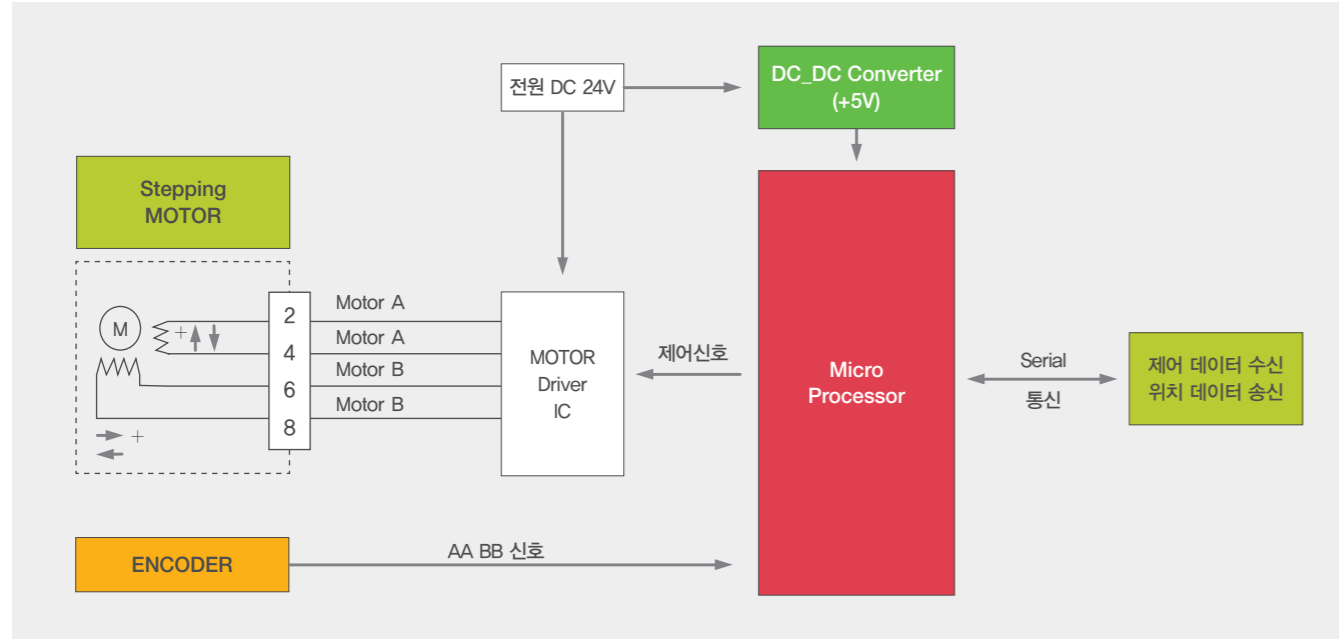 전원 DC 24V
DC_DC Converter
(+5V)
Stepping
MOTOR
M
+
+
2
4
6
8
Motor A
Motor A
Motor B
Motor B
MOTOR
Driver
IC
제어신호
Micro
Processor
Serial
통신
제어 데이터 수신
위치 데이터 송신
ENCODER
AA BB 신호